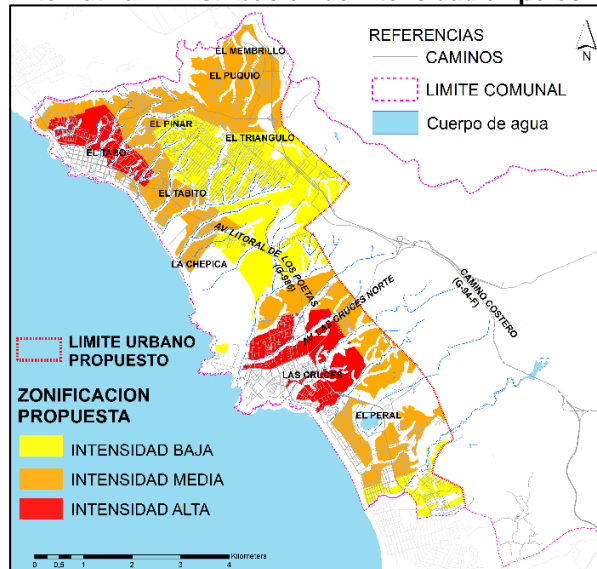 REFERENCIAS
CAMINOS
LIMITE COMUNAL
Cuerpo de agua
N
EL MEMBRILLO
EL PUQUIO
EL PINAR
EL TRIANGULO
EL TABO
EL TABITO
AV. LITORAL DE LOS POETAS
(G-986)
LA CHEPICA
CAMINO COSTERO
(G-94-F)
AV. LAS CRUCES NORTE
LAS CRUCES
EL PERAL
LIMITE URBANO
PROPUESTO
ZONIFICACION
PROPUESTA
INTENSIDAD BAJA
INTENSIDAD MEDIA
INTENSIDAD ALTA
0 0,5 1 2 3 4
Kilometers